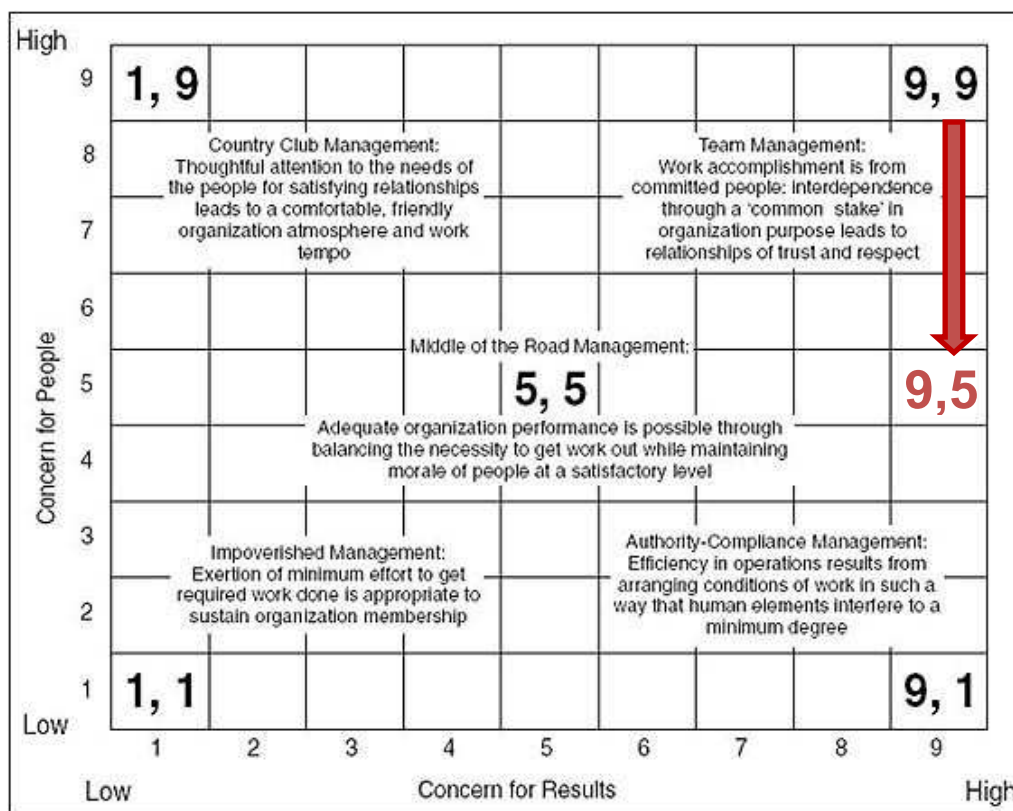 High
9
1, 9
9, 9
8
Country Club Management:
Thoughtful attention to the needs of
the people for satisfying relationships
leads to a comfortable, friendly
organization atmosphere and work
tempo
Team Management:
Work accomplishment is from
committed people: interdependence
through a 'common stake' in
organization purpose leads to
relationships of trust and respect
7
6
Concern for People
Middle of the Road Management:
5
5, 5
9,5
Adequate organization performance is possible through
balancing the necessity to get work out while maintaining
morale of people at a satisfactory level
4
3
Impoverished Management:
Exertion of minimum effort to get
required work done is appropriate to
sustain organization membership
Authority-Compliance Management:
Efficiency in operations results from
arranging conditions of work in such a
way that human elements interfere to a
minimum degree
2
1
1, 1
9, 1
Low
1 2 3 4 5 6 7 8 9
Low Concern for Results High